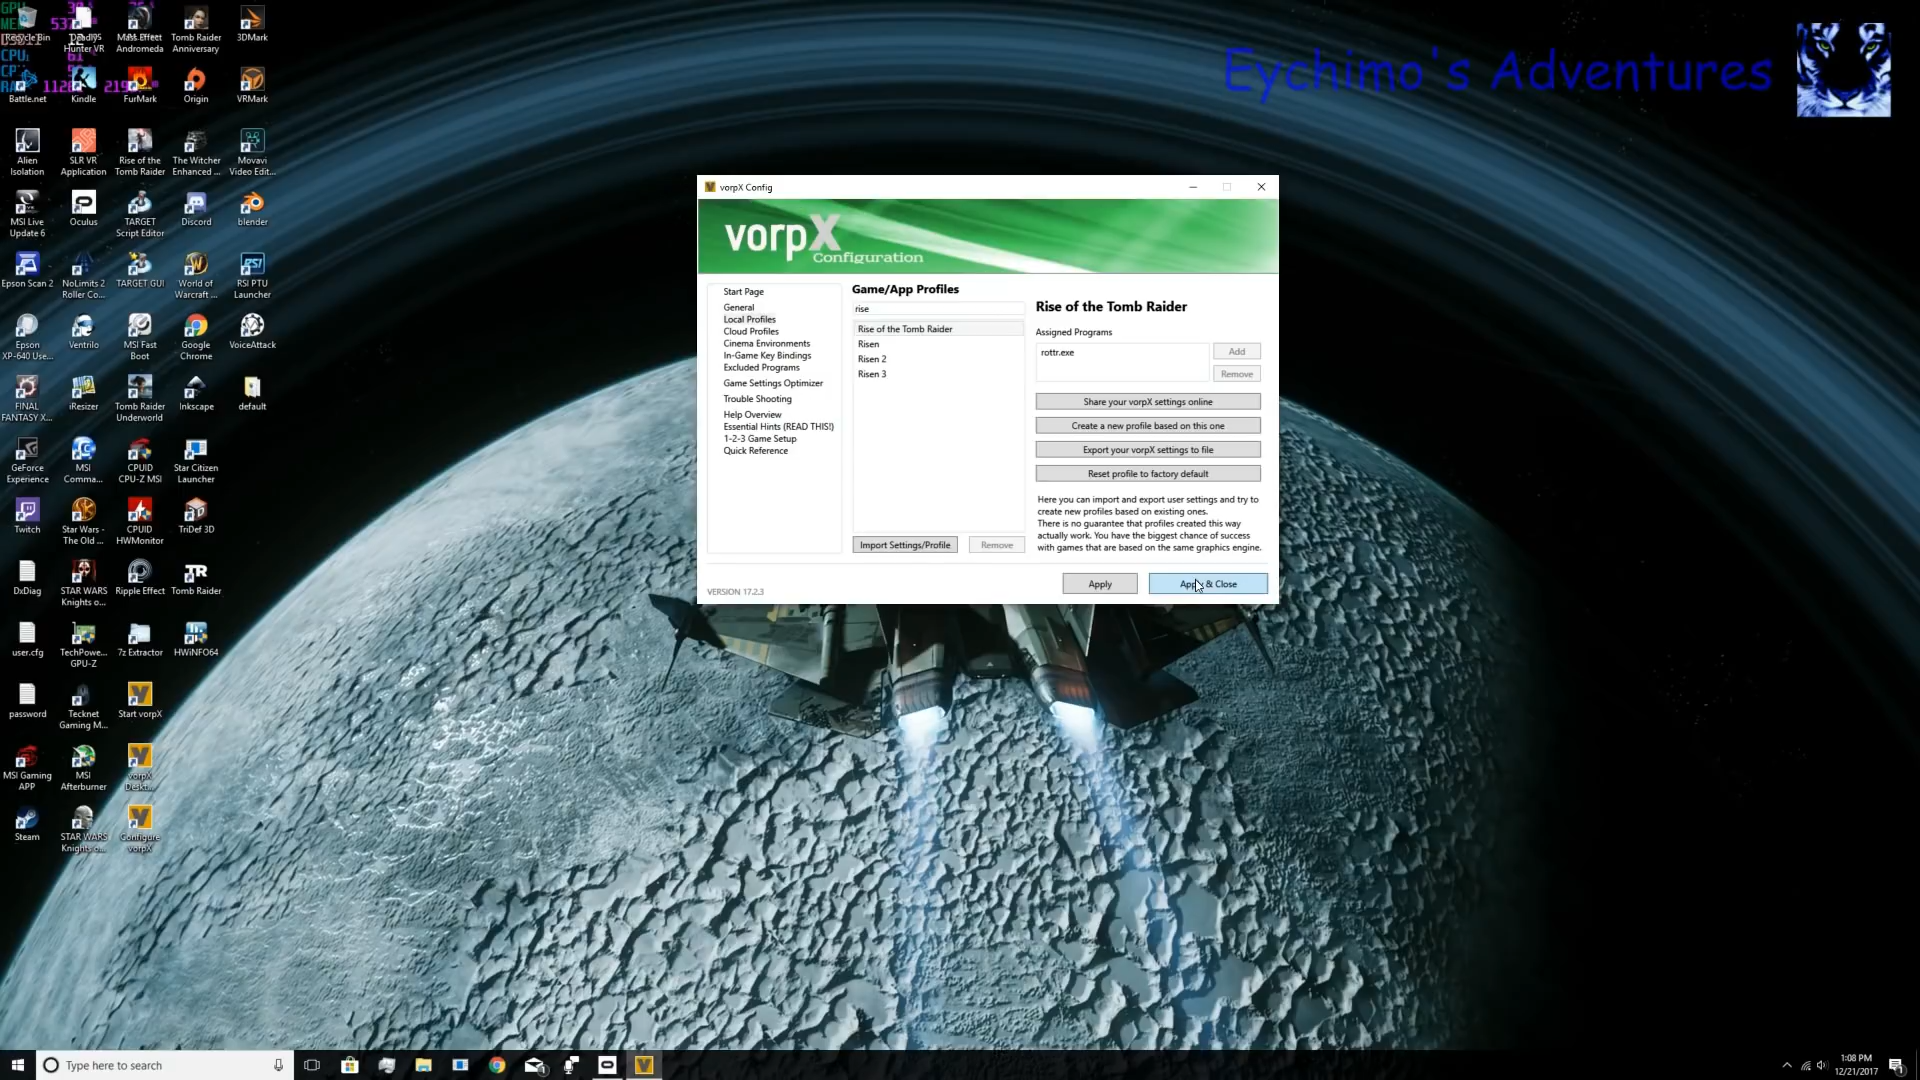 Recycle Bin
Deadly
Hunter VR
Mass Effect
Andromeda
Tomb Raider
Anniversary
3DMark
GPU
MEM
CPU1
CPU
RAM
Battle.net
Kindle
FurMark
Origin
VRMark
Alien
Isolation
SLR VR
Application
Rise of the
Tomb Raider
The Witcher
Enhanced ...
Movavi
Video Edit...
MSI Live
Update 6
Oculus
TARGET
Script Editor
Discord
blender
Epson Scan 2
NoLimits 2
Roller Co...
TARGET GUI
World of
Warcraft ...
RSI PTU
Launcher
Epson
XP-640 Use...
Ventrilo
MSI Fast
Boot
Google
Chrome
VoiceAttack
FINAL
FANTASY X...
iResizer
Tomb Raider
Underworld
Inkscape
default
GeForce
Experience
MSI
Comma...
CPUID
CPU-Z MSI
Star Citizen
Launcher
Twitch
Star Wars -
The Old ...
CPUID
HWMonitor
TriDef 3D
DxDiag
STAR WARS
Knights o...
Ripple Effect
Tomb Raider
user.cfg
TechPowe...
GPU-Z
7z Extractor
HWiNFO64
password
Tecknet
Gaming M...
Start vorpX
MSI Gaming
APP
MSI
Afterburner
vorpX
Deskt...
Steam
STAR WARS
Knights o...
Configure
vorpX
Eychimo's Adventures
vorpX Config
vorpX
Configuration
Start Page
General
Local Profiles
Cloud Profiles
Cinema Environments
In-Game Key Bindings
Excluded Programs
Game Settings Optimizer
Trouble Shooting
Help Overview
Essential Hints (READ THIS!)
1-2-3 Game Setup
Quick Reference
Game/App Profiles
rise
Rise of the Tomb Raider
Risen
Risen 2
Risen 3
Import Settings/Profile
Remove
Rise of the Tomb Raider
Assigned Programs
rottr.exe
Add
Remove
Share your vorpX settings online
Create a new profile based on this one
Export your vorpX settings to file
Reset profile to factory default
Here you can import and export user settings and try to
create new profiles based on existing ones.
There is no guarantee that profiles created this way
actually work. You have the biggest chance of success
with games that are based on the same graphics engine.
VERSION 17.2.3
Apply
Apply & Close
Type here to search
1:08 PM
12/21/2017